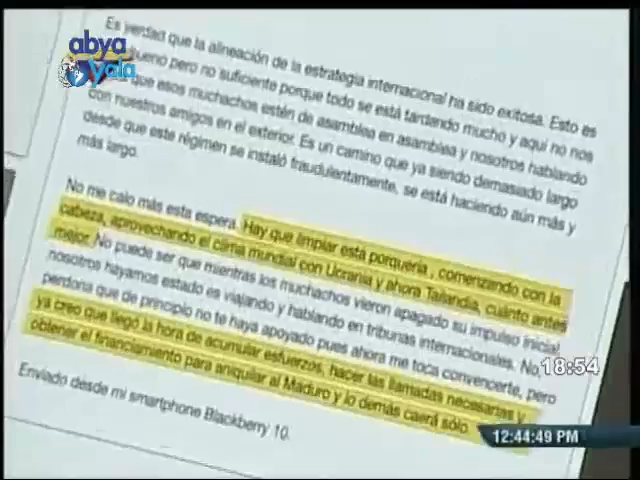 abya
yala
Es verdad que la alineación de la estrategia internacional ha sido exitosa. Esto es
bueno pero no suficiente porque todo se está tardando mucho y aquí no nos
que esos muchachos estén de asamblea en asamblea y nosotros hablando
con nuestros amigos en el exterior. Es un camino que ya siendo demasiado largo
desde que este régimen se instaló fraudulentamente, se está haciendo aún más y
más largo.
No me calo más esta espera. Hay que limpiar esta porquería, comenzando con la
cabeza, aprovechando el clima mundial con Ucrania y ahora Tailandia, cuánto antes
mejor. No puede ser que mientras los muchachos vieron apagado su impulso inicial,
nosotros hayamos estado es viajando y hablando en tribunas internacionales. No,
perdona que de principio no te haya apoyado pues ahora me toca convencerte, pero
ya creo que llegó la hora de acumular esfuerzos, hacer las llamadas necesarias y
obtener el financiamiento para aniquilar al Maduro y lo demás caerá sólo.
Enviado desde mi smartphone Blackberry 10.
18:54
12:44:49 PM